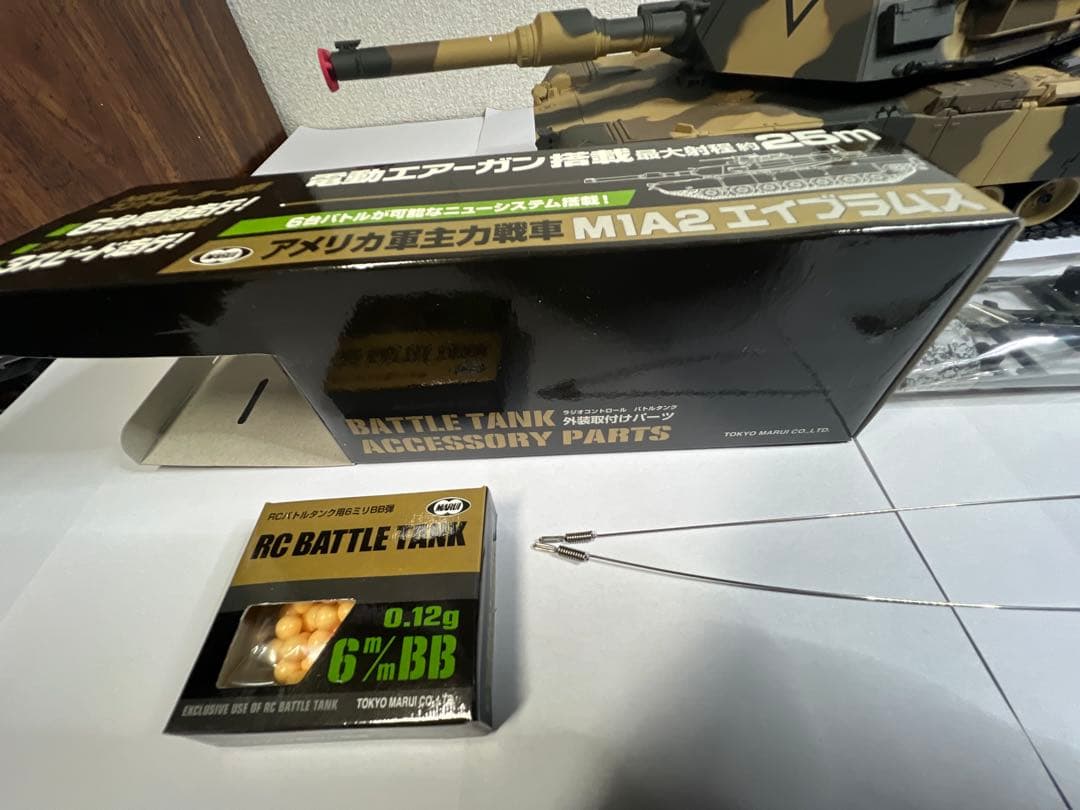 電動エアーガン 搭載 最大射程 約25m
6台バトルが可能なニューシステム搭載！
MARUI アメリカ軍主力戦車 M1A2 エイブラムス
BATTLE TANK ラジオコントロール バトルタンク
外装取付けパーツ
ACCESSORY PARTS
TOKYO MARUI CO.,LTD.
RCバトルタンク用6ミリBB弾
MARUI
RC BATTLE TANK
0.12g
6m/mBB
EXCLUSIVE USE OF RC BATTLE TANK
TOKYO MARUI CO.,LTD.